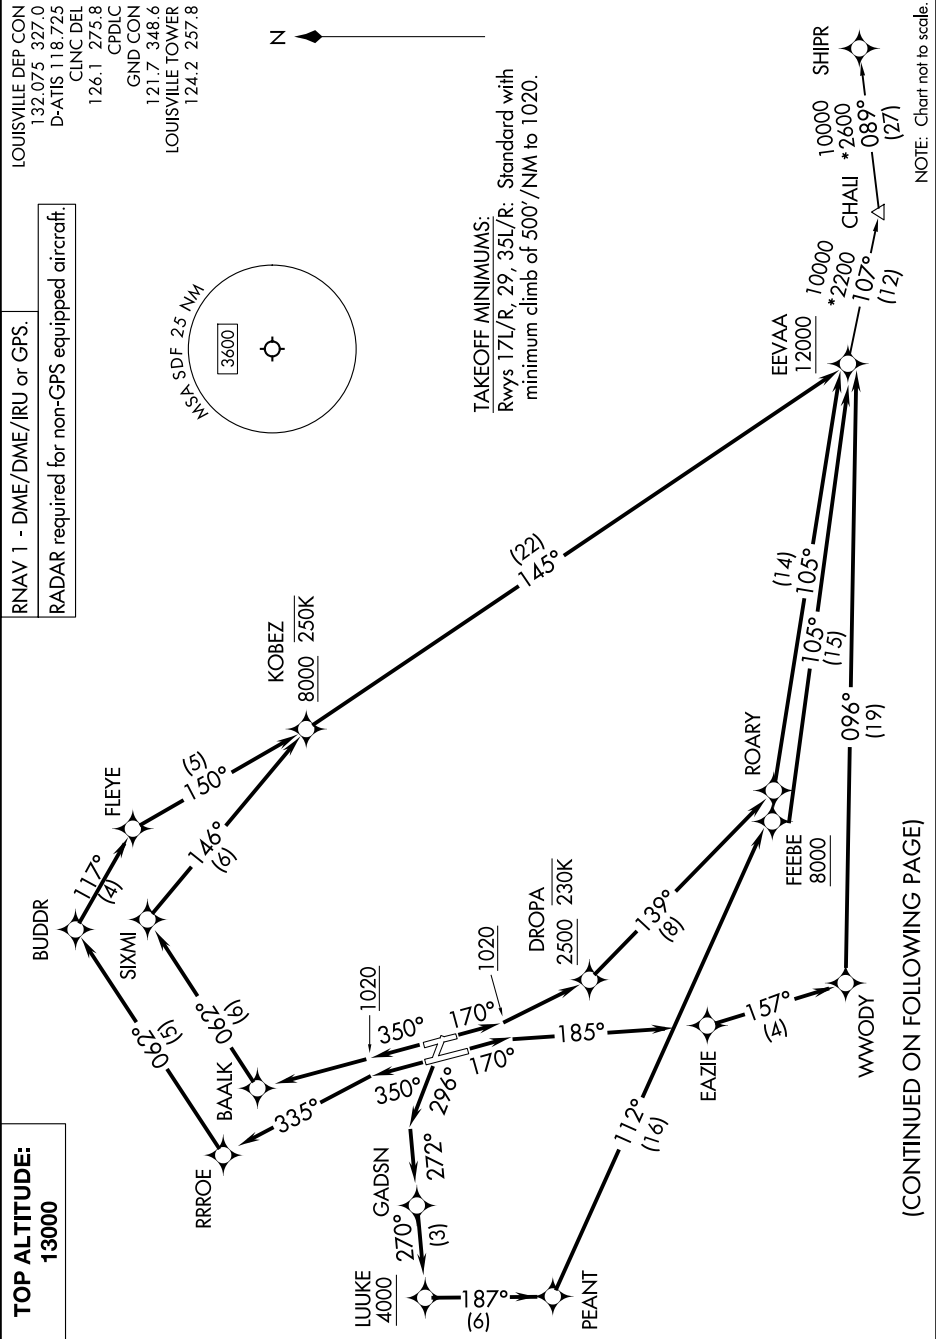 TOP ALTITUDE:
13000
RNAV 1 - DME/DME/IRU or GPS.
RADAR required for non-GPS equipped aircraft.
LOUISVILLE DEP CON
132.075 327.0
D-ATIS 118.725
CLNC DEL
126.1 275.8
CPDLC
GND CON
121.7 348.6
LOUISVILLE TOWER
124.2 257.8
N
MSA SDF 25 NM
3600
TAKEOFF MINIMUMS:
Rwys 17L/R, 29, 35L/R: Standard with
minimum climb of 500'/NM to 1020.
BUDDR
117°
(4)
FLEYE
150°
(5)
KOBEZ
8000 250K
SIXMI
146°
(6)
062°
(5)
062°
(6)
RRROE
BAALK
335°
350°
350°
1020
1020
170°
170°
185°
296°
272°
GADSN
270°
(3)
LUUKE
4000
187°
(6)
PEANT
112°
(16)
DROPA
2500 230K
139°
(8)
ROARY
FEEBE
8000
EAZIE
157°
(4)
WWODY
145°
(22)
(14)
105°
105°
(15)
096°
(19)
EEVAA
12000
10000
*2200
107°
(12)
CHALI
10000
*2600
089°
(27)
SHIPR
NOTE: Chart not to scale.
(CONTINUED ON FOLLOWING PAGE)